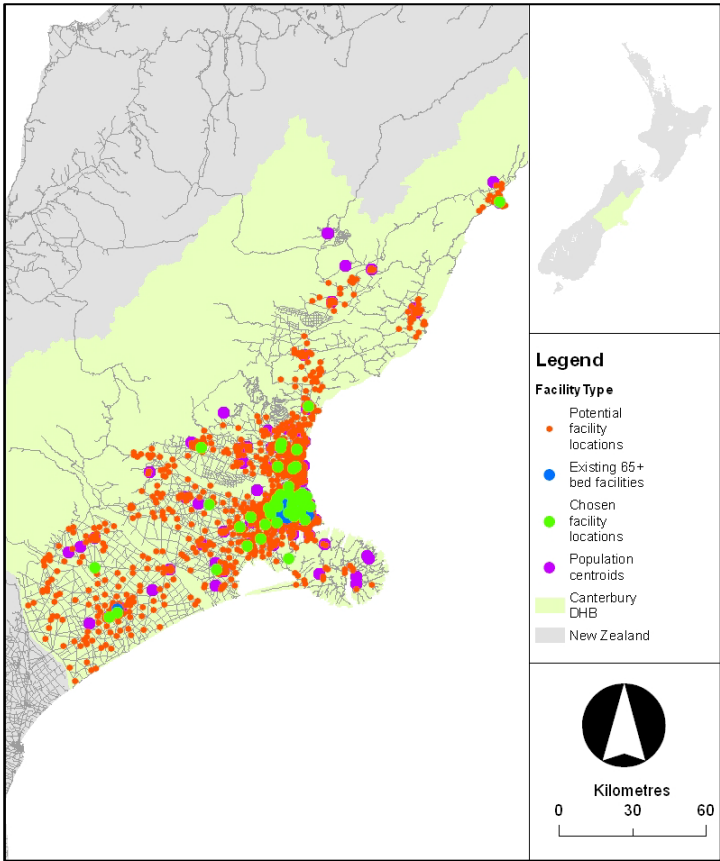 Legend
Facility Type
Potential
facility
locations
Existing 65+
bed facilities
Chosen
facility
locations
Population
centroids
Canterbury
DHB
New Zealand
Kilometres
0 30 60